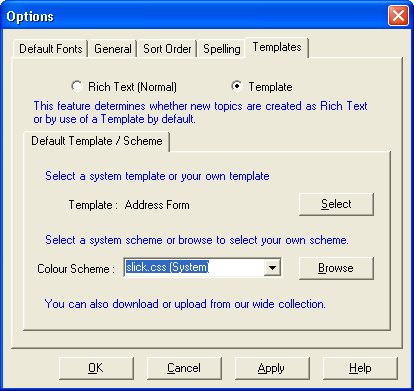 Options
Default Fonts General Sort Order Spelling Templates
Rich Text (Normal) Template
This feature determines whether new topics are created as Rich Text
or by use of a Template by default.
Default Template / Scheme
Select a system template or your own template
Template : Address Form Select
Select a system scheme or browse to select your own scheme.
Colour Scheme : slick.css (System) Browse
You can also download or upload from our wide collection.
OK Cancel Apply Help